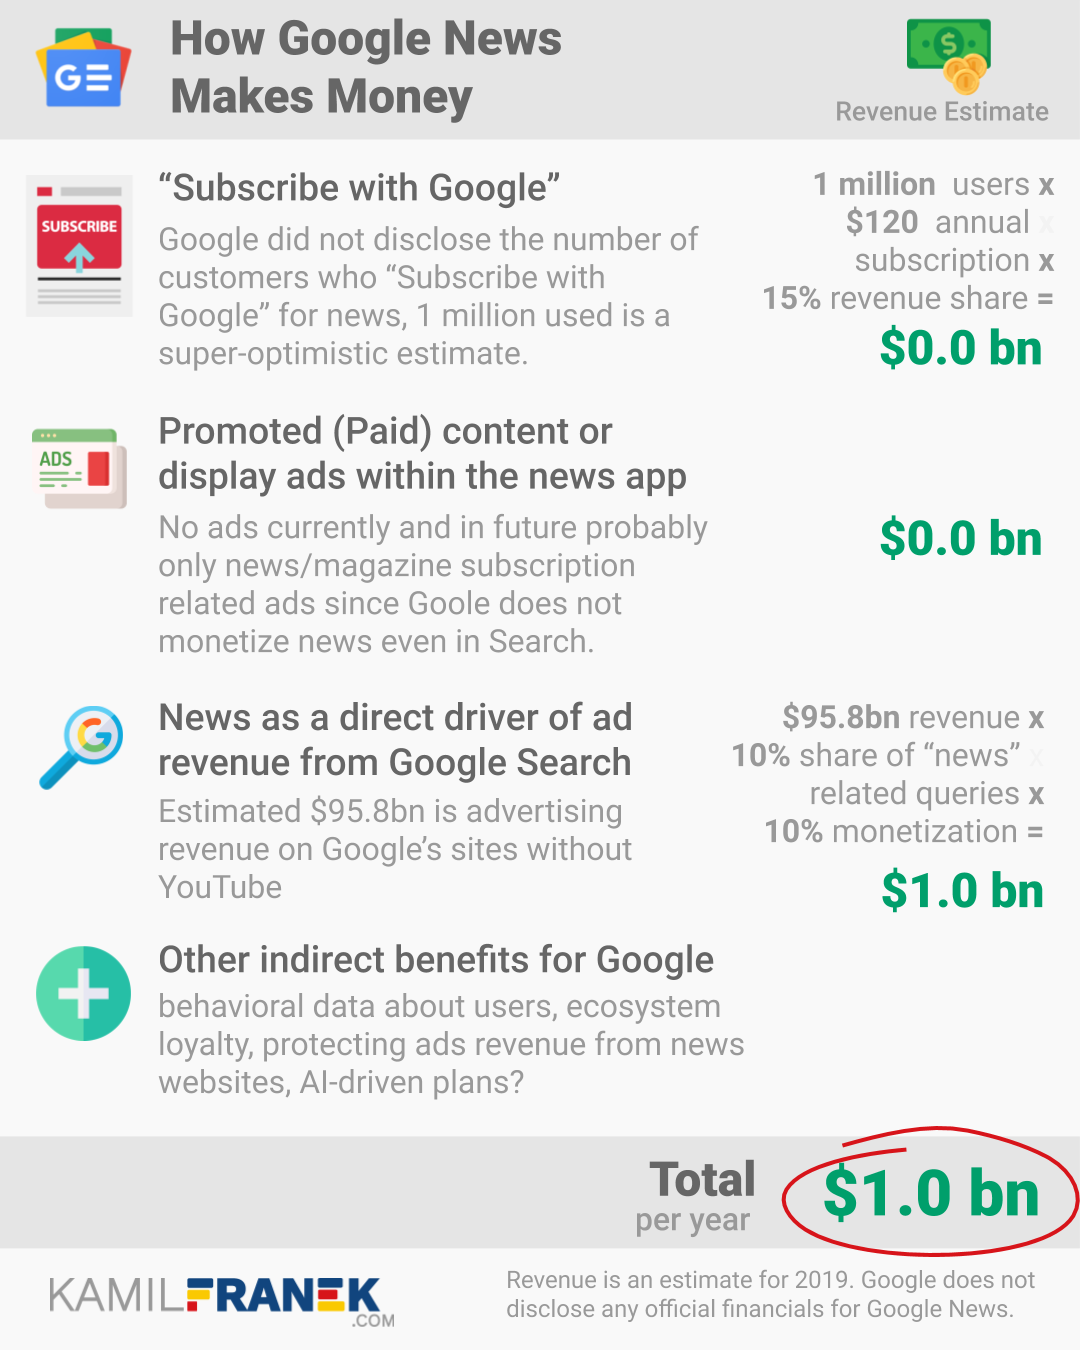 How Google News
Makes Money
Revenue Estimate
SUBSCRIBE
“Subscribe with Google”
Google did not disclose the number of
customers who “Subscribe with
Google” for news, 1 million used is a
super-optimistic estimate.
1 million users x
$120 annual x
subscription x
15% revenue share =
$0.0 bn
ADS
Promoted (Paid) content or
display ads within the news app
No ads currently and in future probably
only news/magazine subscription
related ads since Goole does not
monetize news even in Search.
$0.0 bn
News as a direct driver of ad
revenue from Google Search
Estimated $95.8bn is advertising
revenue on Google’s sites without
YouTube
$95.8bn revenue x
10% share of “news” x
related queries x
10% monetization =
$1.0 bn
Other indirect benefits for Google
behavioral data about users, ecosystem
loyalty, protecting ads revenue from news
websites, AI-driven plans?
Total
per year
$1.0 bn
KAMILFRANEK
.COM
Revenue is an estimate for 2019. Google does not
disclose any official financials for Google News.